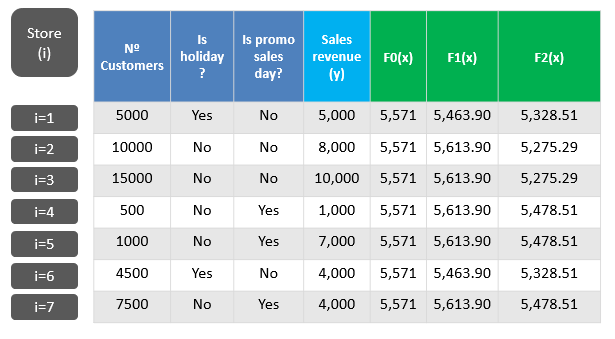 Store (i) Nº Customers Is holiday ? Is promo sales day? Sales revenue (y) F0(x) F1(x) F2(x)
i=1 5000 Yes No 5,000 5,571 5,463.90 5,328.51
i=2 10000 No No 8,000 5,571 5,613.90 5,275.29
i=3 15000 No No 10,000 5,571 5,613.90 5,275.29
i=4 500 No Yes 1,000 5,571 5,613.90 5,478.51
i=5 1000 No Yes 7,000 5,571 5,613.90 5,478.51
i=6 4500 Yes No 4,000 5,571 5,463.90 5,328.51
i=7 7500 No Yes 4,000 5,571 5,613.90 5,478.51